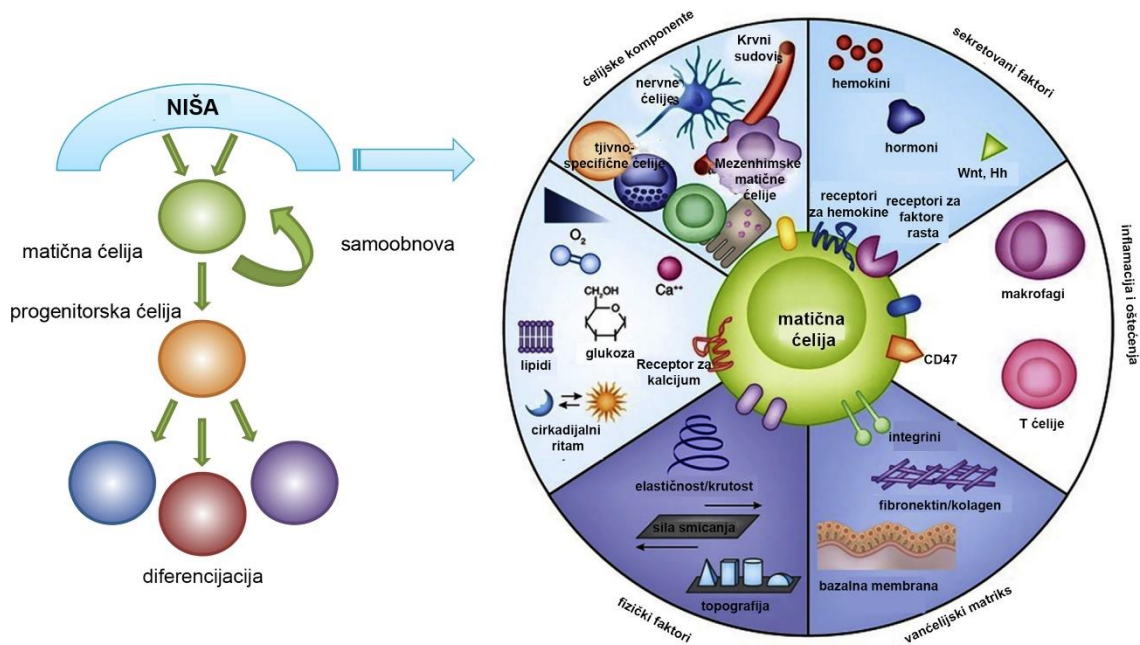 NIŠA
matična ćelija
samoobnova
progenitorska ćelija
diferencijacija
ćelijske komponente
Krvni
sudovi
nervne
ćelije
tjivno-
specifične ćelije
Mezenhimske
matične
ćelije
sekretovani faktori
hemokini
hormoni
Wnt, Hh
receptori
za hemokine
receptori za
faktore
rasta
inflamacija i oštećenja
makrofagi
T ćelije
CD47
matična
ćelija
O₂
Ca⁺⁺
CH₂OH
O
glukoza
lipidi
Receptor za
kalcijum
cirkadijalni
ritam
fizički faktori
elastičnost/krutost
sila smicanja
topografija
vanćelijski matriks
integrini
fibronektin/kolagen
bazalna membrana